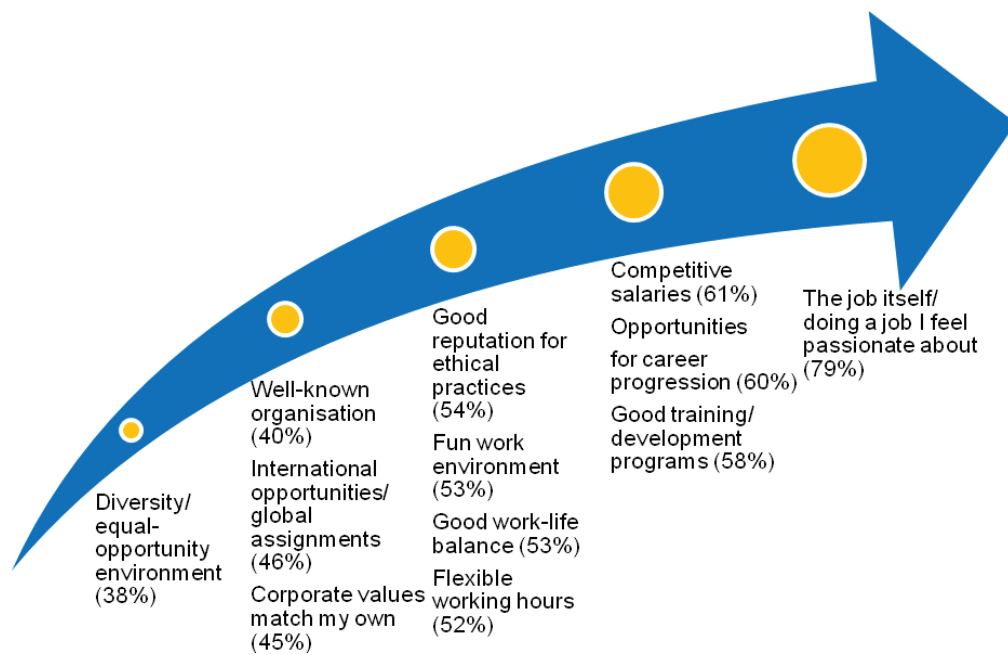 Diversity/
equal-
opportunity
environment
(38%)
Well-known
organisation
(40%)
International
opportunities/
global
assignments
(46%)
Corporate values
match my own
(45%)
Good
reputation for
ethical
practices
(54%)
Fun work
environment
(53%)
Good work-life
balance (53%)
Flexible
working hours
(52%)
Competitive
salaries (61%)
Opportunities
for career
progression (60%)
Good training/
development
programs (58%)
The job itself/
doing a job I feel
passionate about
(79%)